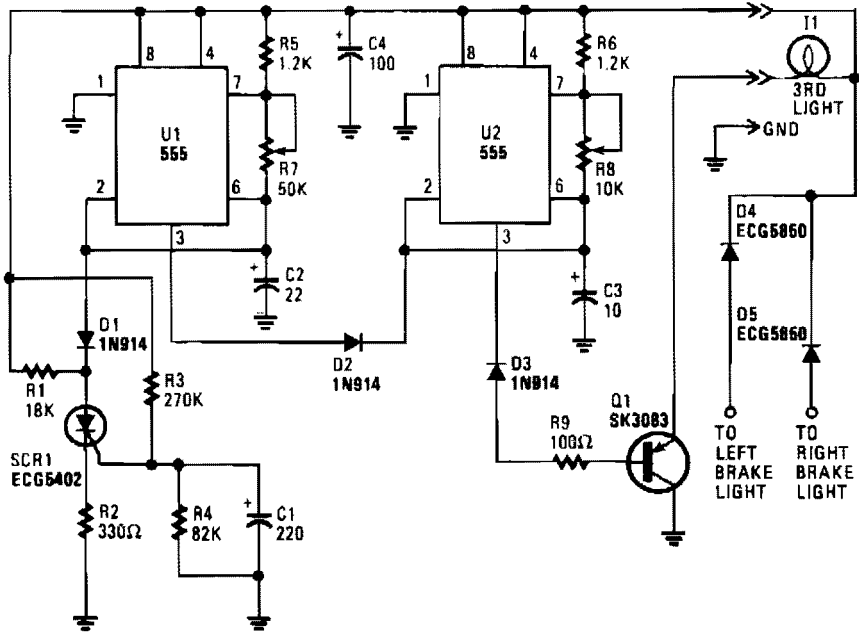 I1
R5
1.2K
C4
100
R6
1.2K
8
4
8
4
3RD
LIGHT
1
7
1
7
U1
555
U2
555
GND
R7
50K
R8
10K
2
6
2
6
3
3
D4
ECG5860
C2
22
C3
10
D5
ECG5860
D1
1N914
D2
1N914
D3
1N914
R1
18K
R3
270K
Q1
SK3083
R9
100Ω
TO
LEFT
BRAKE
LIGHT
TO
RIGHT
BRAKE
LIGHT
SCR1
ECG5402
R2
330Ω
R4
82K
C1
220
+
+
+
+